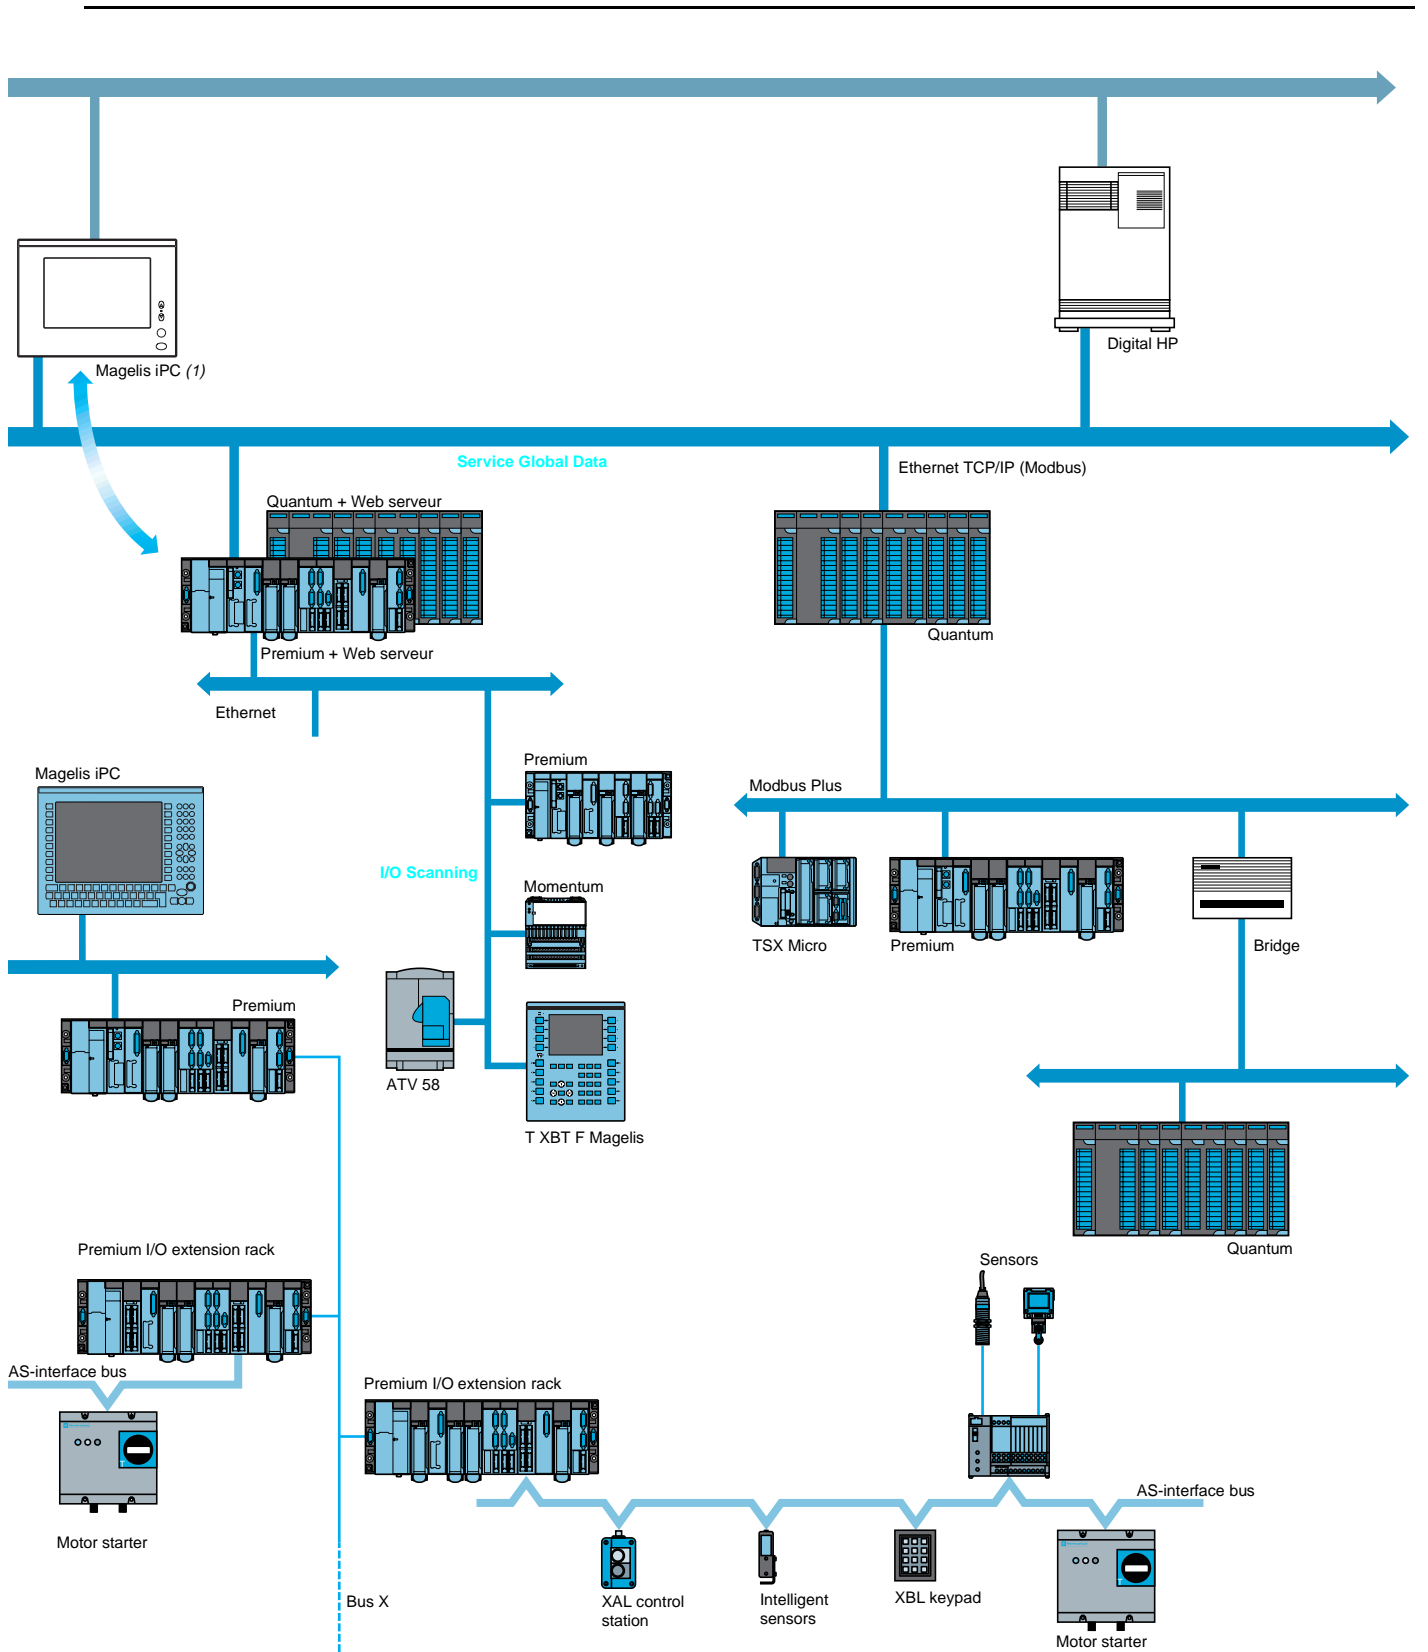 Digital HP
Magelis iPC (1)
Service Global Data
Ethernet TCP/IP (Modbus)
Quantum + Web serveur
Quantum
Premium + Web serveur
Ethernet
Premium
Magelis iPC
Modbus Plus
I/O Scanning
Momentum
TSX Micro
Premium
Bridge
Premium
ATV 58
T XBT F Magelis
Premium I/O extension rack
Quantum
Sensors
AS-interface bus
Premium I/O extension rack
AS-interface bus
Motor starter
Bus X
XAL control
station
Intelligent
sensors
XBL keypad
Motor starter